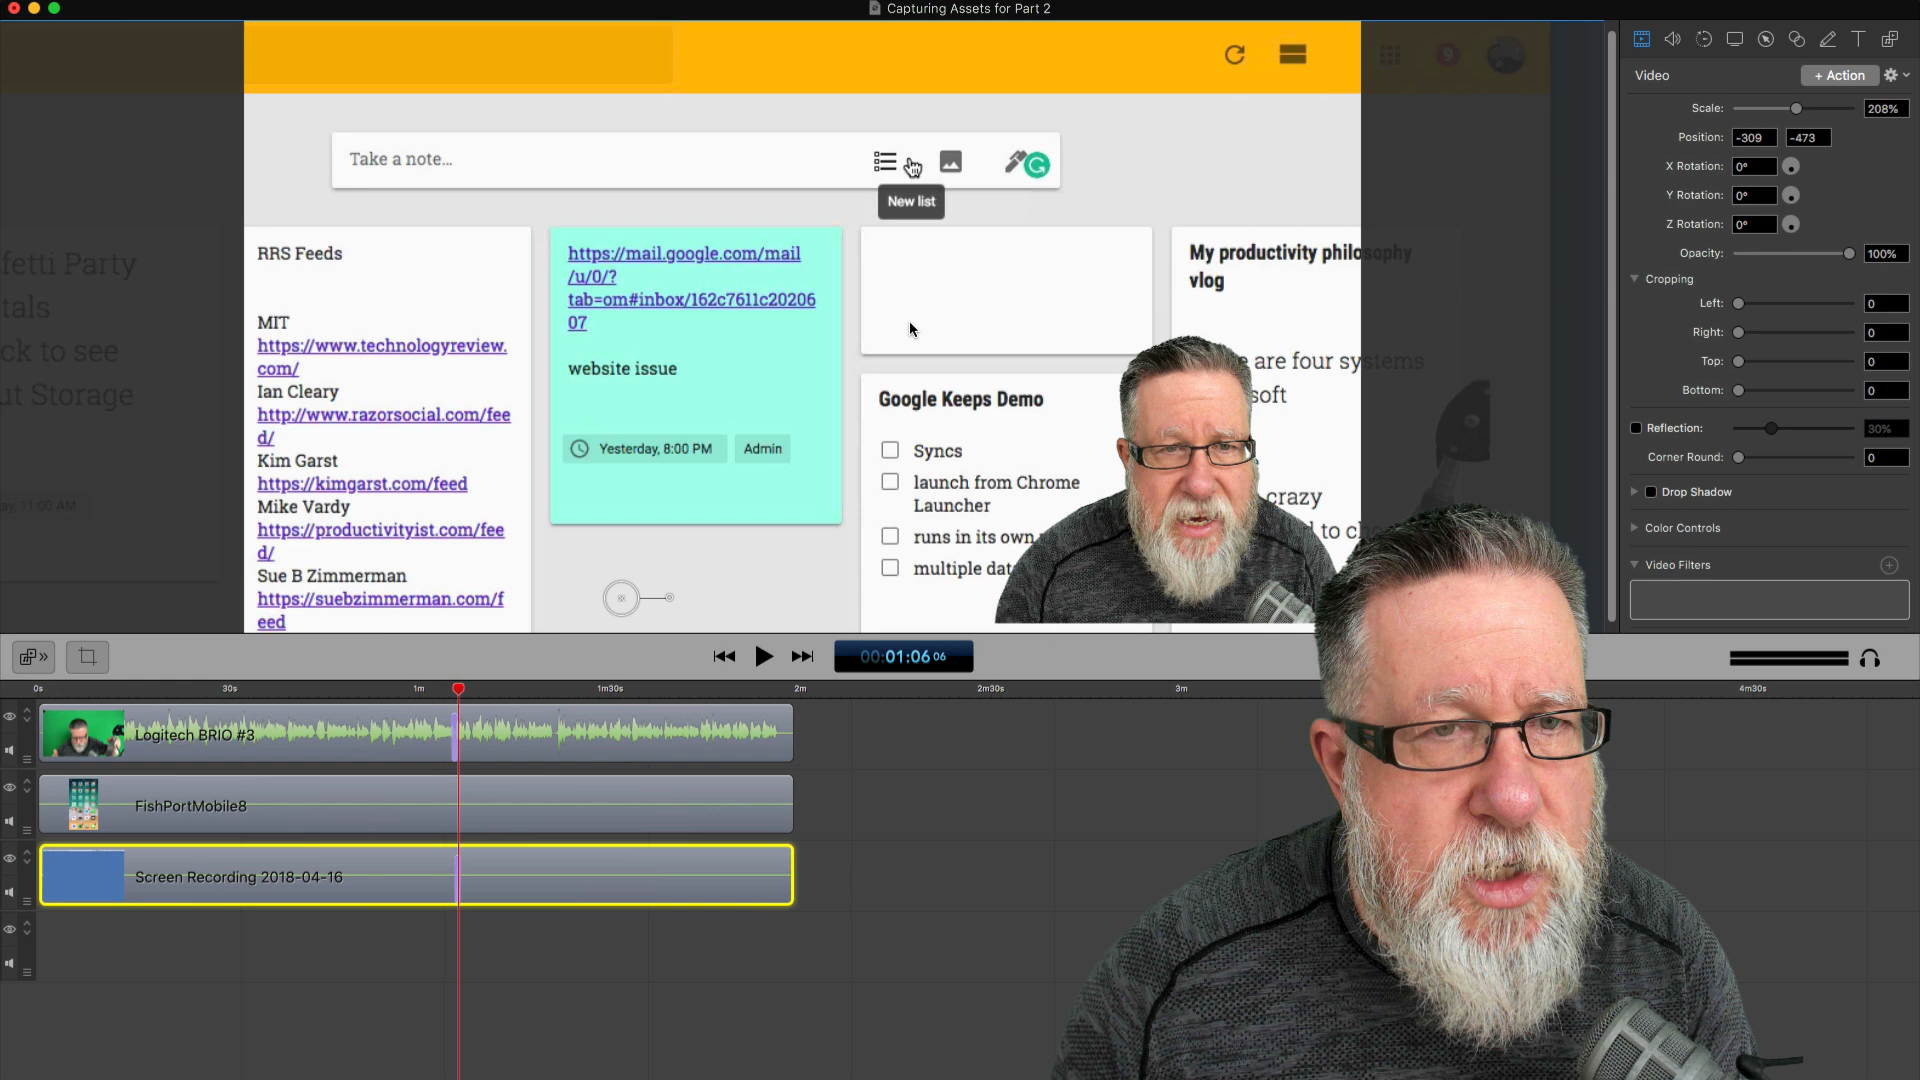 Capturing Assets for Part 2
9
Video
+ Action
Scale:
208%
Position:
-309
-473
X Rotation:
0°
Y Rotation:
0°
Z Rotation:
0°
Opacity:
100%
Cropping
Left:
0
Right:
0
Top:
0
Bottom:
0
Reflection:
30%
Corner Round:
0
Drop Shadow
Color Controls
Video Filters
Take a note...
New list
fetti Party
tals
ck to see
ut Storage
11:00 AM
RRS Feeds
MIT
https://www.technologyreview.
com/
Ian Cleary
http://www.razorsocial.com/fee
d/
Kim Garst
https://kimgarst.com/feed
Mike Vardy
https://productivityist.com/fee
d/
Sue B Zimmerman
https://suebzimmerman.com/f
eed
https://mail.google.com/mail
/u/0/?
tab=om#inbox/162c7611c20206
07
website issue
Yesterday, 8:00 PM
Admin
Google Keeps Demo
Syncs
launch from Chrome
Launcher
runs in its own
multiple dat
My productivity philosophy
vlog
are four systems
soft
crazy
to ch
00:01:06 06
0s
30s
1m
1m30s
2m
2m30s
3m
4m30s
Logitech BRIO #3
FishPortMobile8
Screen Recording 2018-04-16